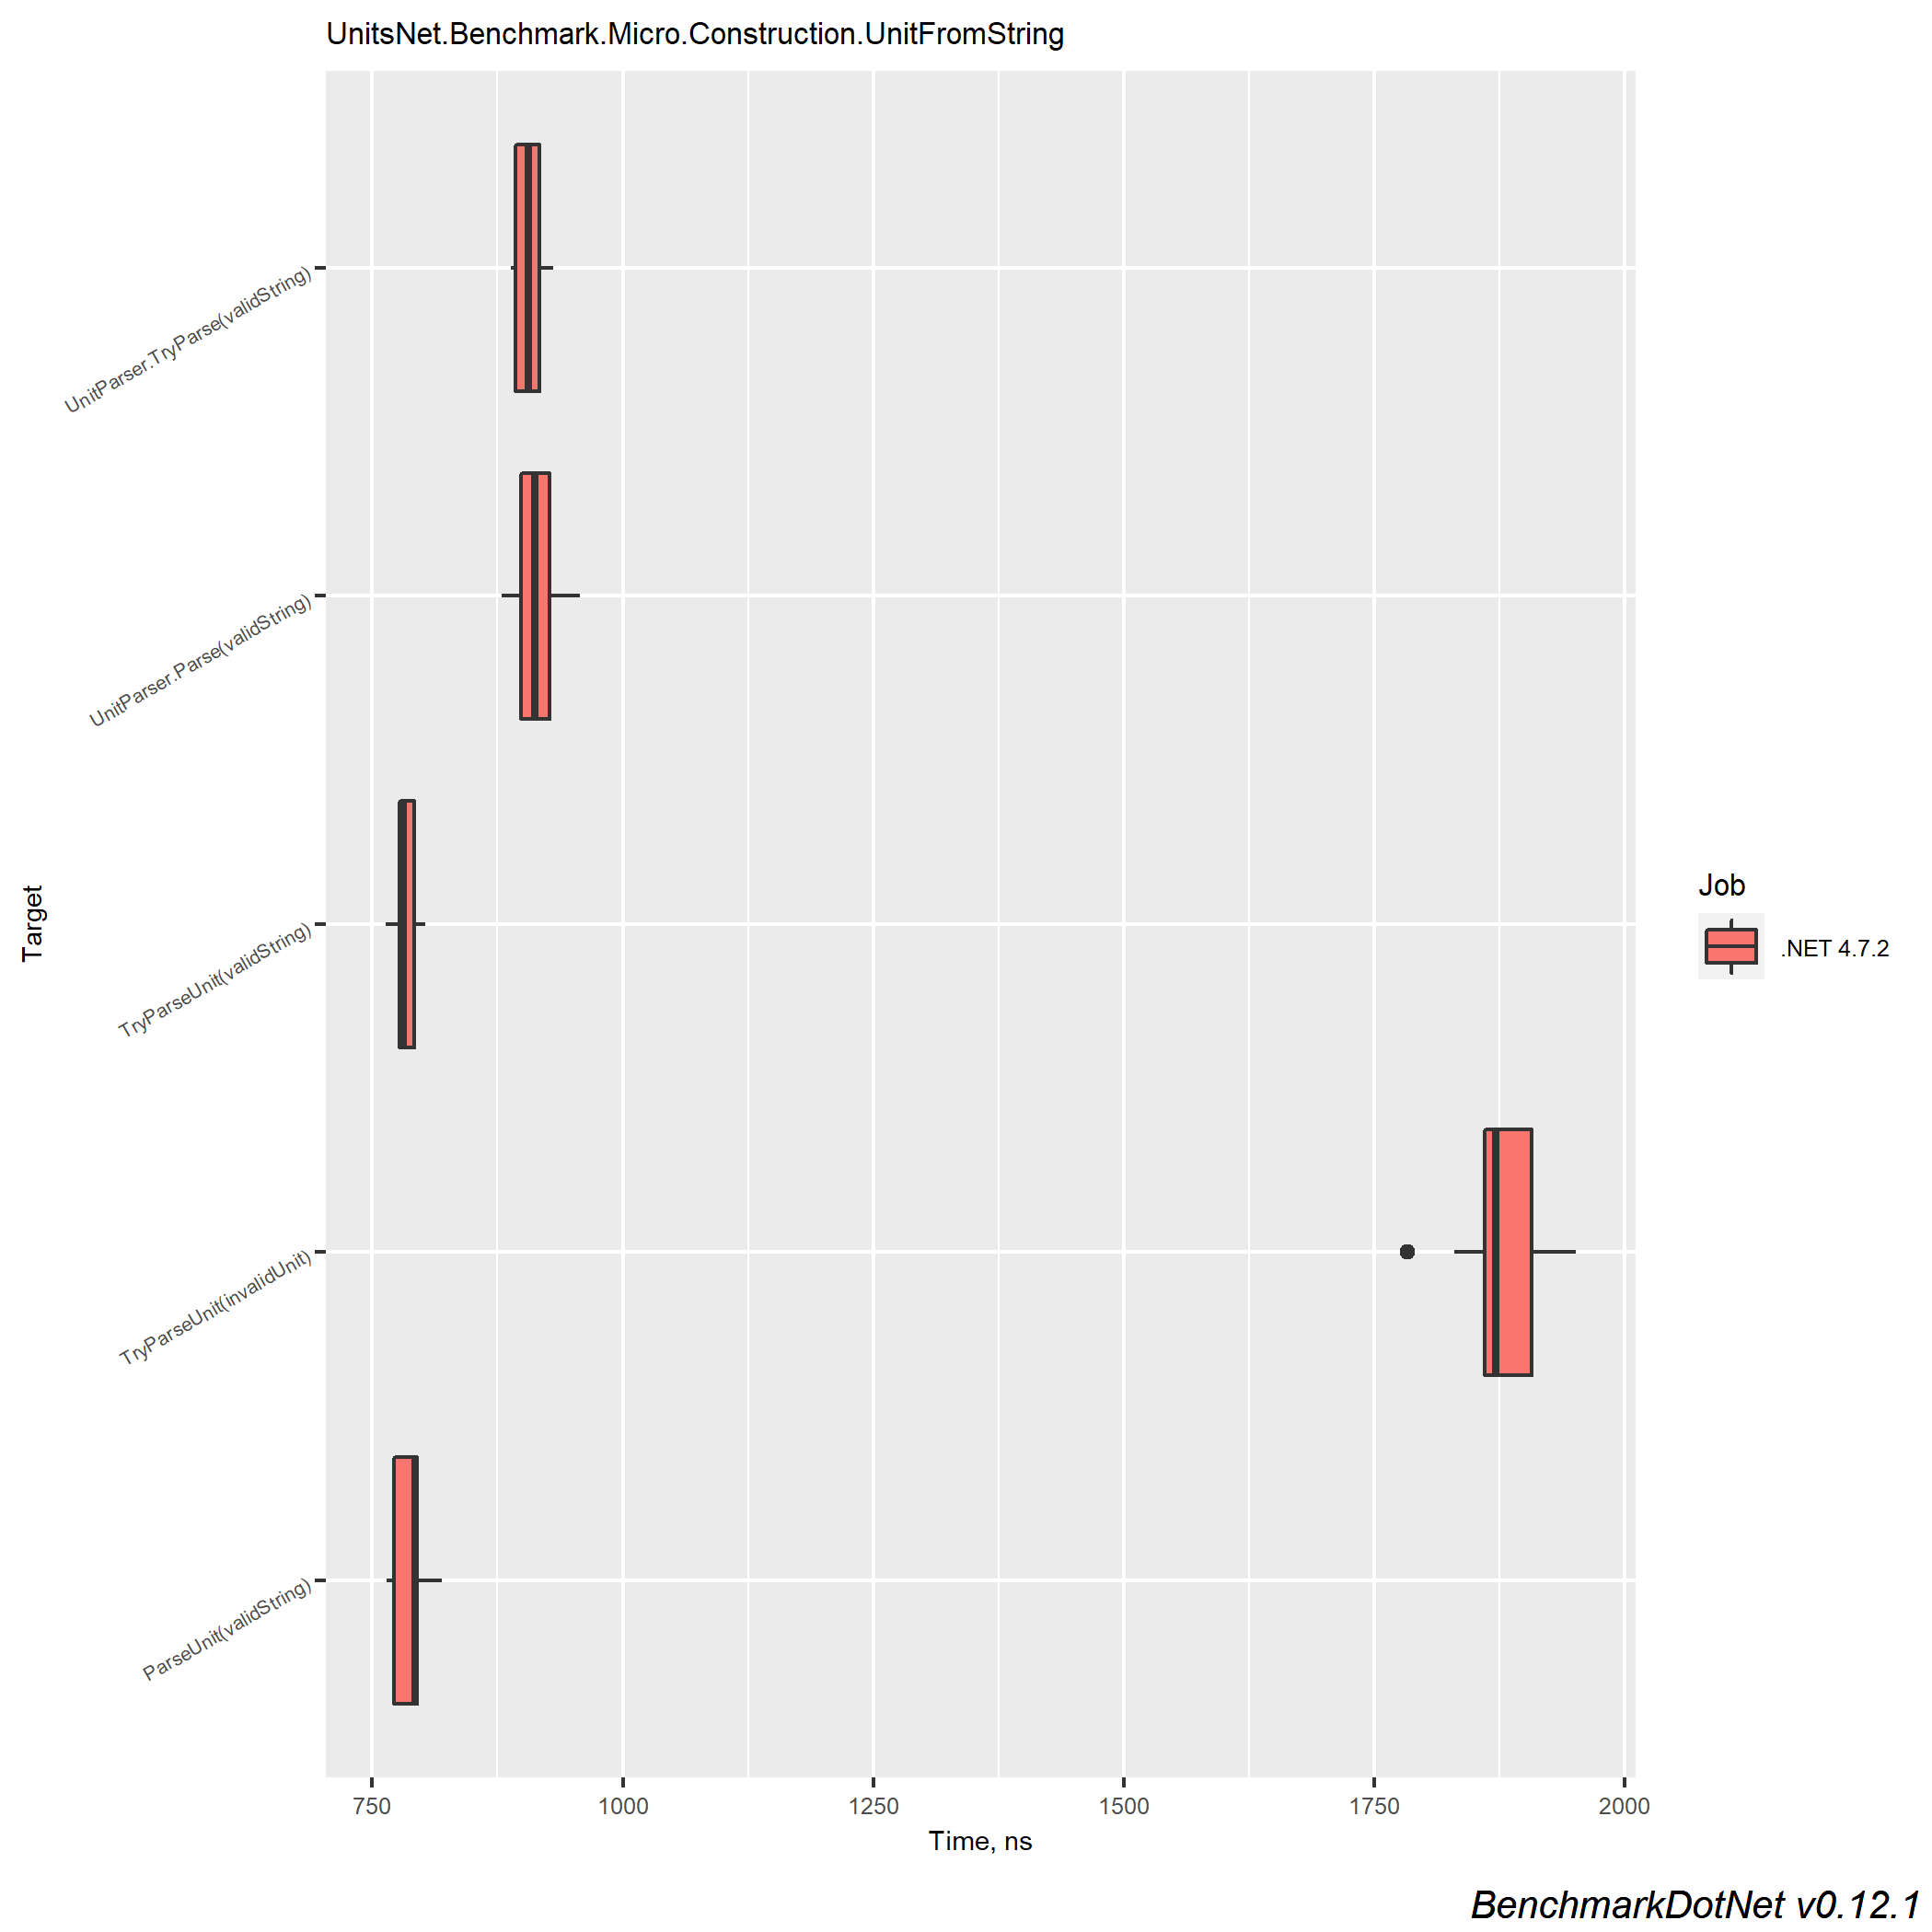 UnitsNet.Benchmark.Micro.Construction.UnitFromString
UnitParser.TryParse(validString)
UnitParser.Parse(validString)
TryParseUnit(validString)
TryParseUnit(invalidUnit)
ParseUnit(validString)
Target
750 1000 1250 1500 1750 2000
Time, ns
Job
.NET 4.7.2
BenchmarkDotNet v0.12.1